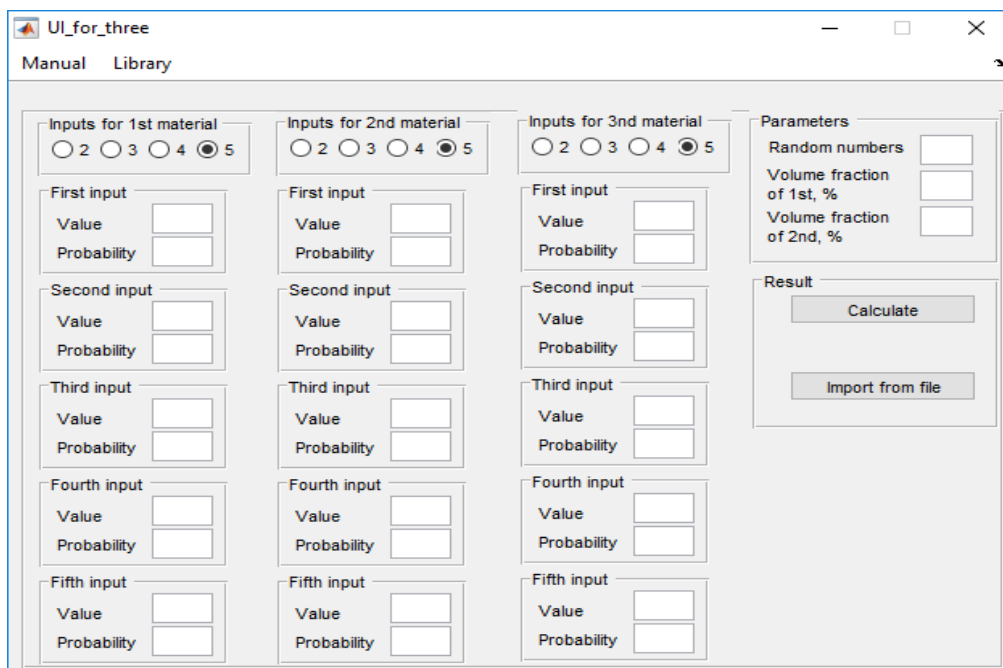 UI_for_three
Manual Library
Inputs for 1st material
2 3 4 5
First input
Value
Probability
Second input
Value
Probability
Third input
Value
Probability
Fourth input
Value
Probability
Fifth input
Value
Probability
Inputs for 2nd material
2 3 4 5
First input
Value
Probability
Second input
Value
Probability
Third input
Value
Probability
Fourth input
Value
Probability
Fifth input
Value
Probability
Inputs for 3nd material
2 3 4 5
First input
Value
Probability
Second input
Value
Probability
Third input
Value
Probability
Fourth input
Value
Probability
Fifth input
Value
Probability
Parameters
Random numbers
Volume fraction
of 1st, %
Volume fraction
of 2nd, %
Result
Calculate
Import from file